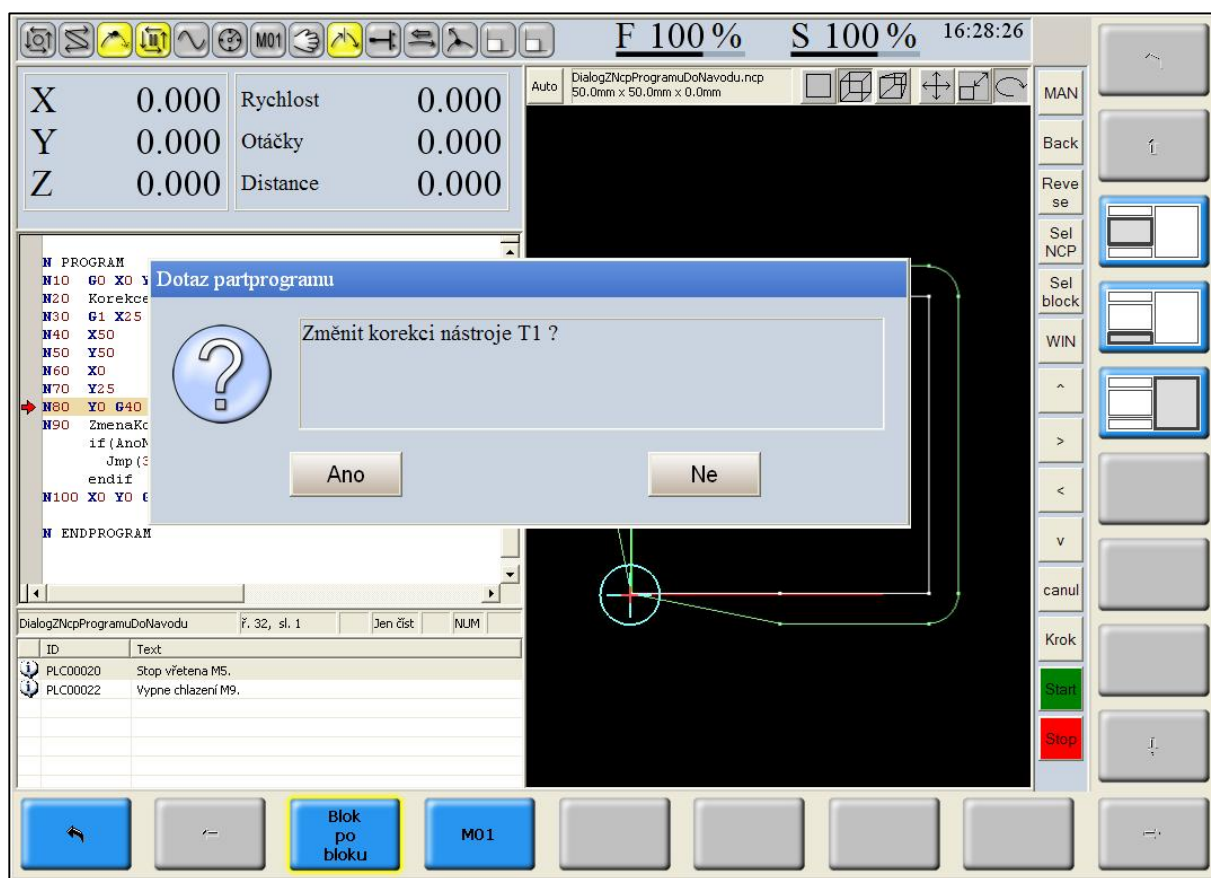 M01
F 100 %
S 100 %
16:28:26
X 0.000
Y 0.000
Z 0.000
Rychlost 0.000
Otáčky 0.000
Distance 0.000
Auto
DialogZNcpProgramuDoNavodu.ncp
50.0mm x 50.0mm x 0.0mm
MAN
Back
Reve
se
Sel
NCP
Sel
block
WIN
^
>
<
v
canul
Krok
Start
Stop
N PROGRAM
N10 G0 X0
N20 Korekce
N30 G1 X25
N40 X50
N50 Y50
N60 X0
N70 Y25
N80 Y0 G40
N90
if(
Jmp(
endif
N100 X0 Y0
N ENDPROGRAM
Dotaz partprogramu
Změnit korekci nástroje T1 ?
Ano
Ne
DialogZNcpProgramuDoNavodu
ř. 32, sl. 1
Jen číst
NUM
ID Text
PLC00020 Stop vřetena M5.
PLC00022 Vypne chlazení M9.
Blok
po
bloku
M01